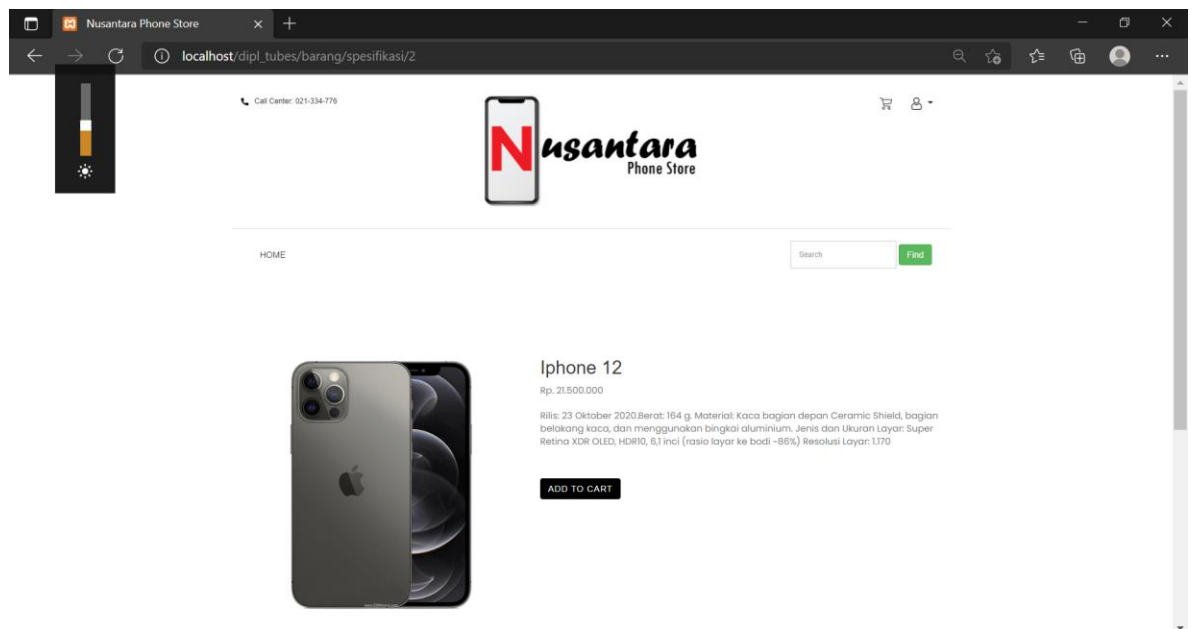 Nusantara Phone Store
localhost/dipl_tubes/barang/spesifikasi/2
Call Center: 021-334-776
Nusantara
Phone Store
HOME
Search
Find
Iphone 12
Rp. 21.500.000
Rilis: 23 Oktober 2020.Berat: 164 g. Material: Kaca bagian depan Ceramic Shield, bagian
belakang kaca, dan menggunakan bingkai aluminium. Jenis dan Ukuran Layar: Super
Retina XDR OLED, HDR10, 6,1 inci (rasio layar ke bodi ~86%) Resolusi Layar: 1.170
ADD TO CART